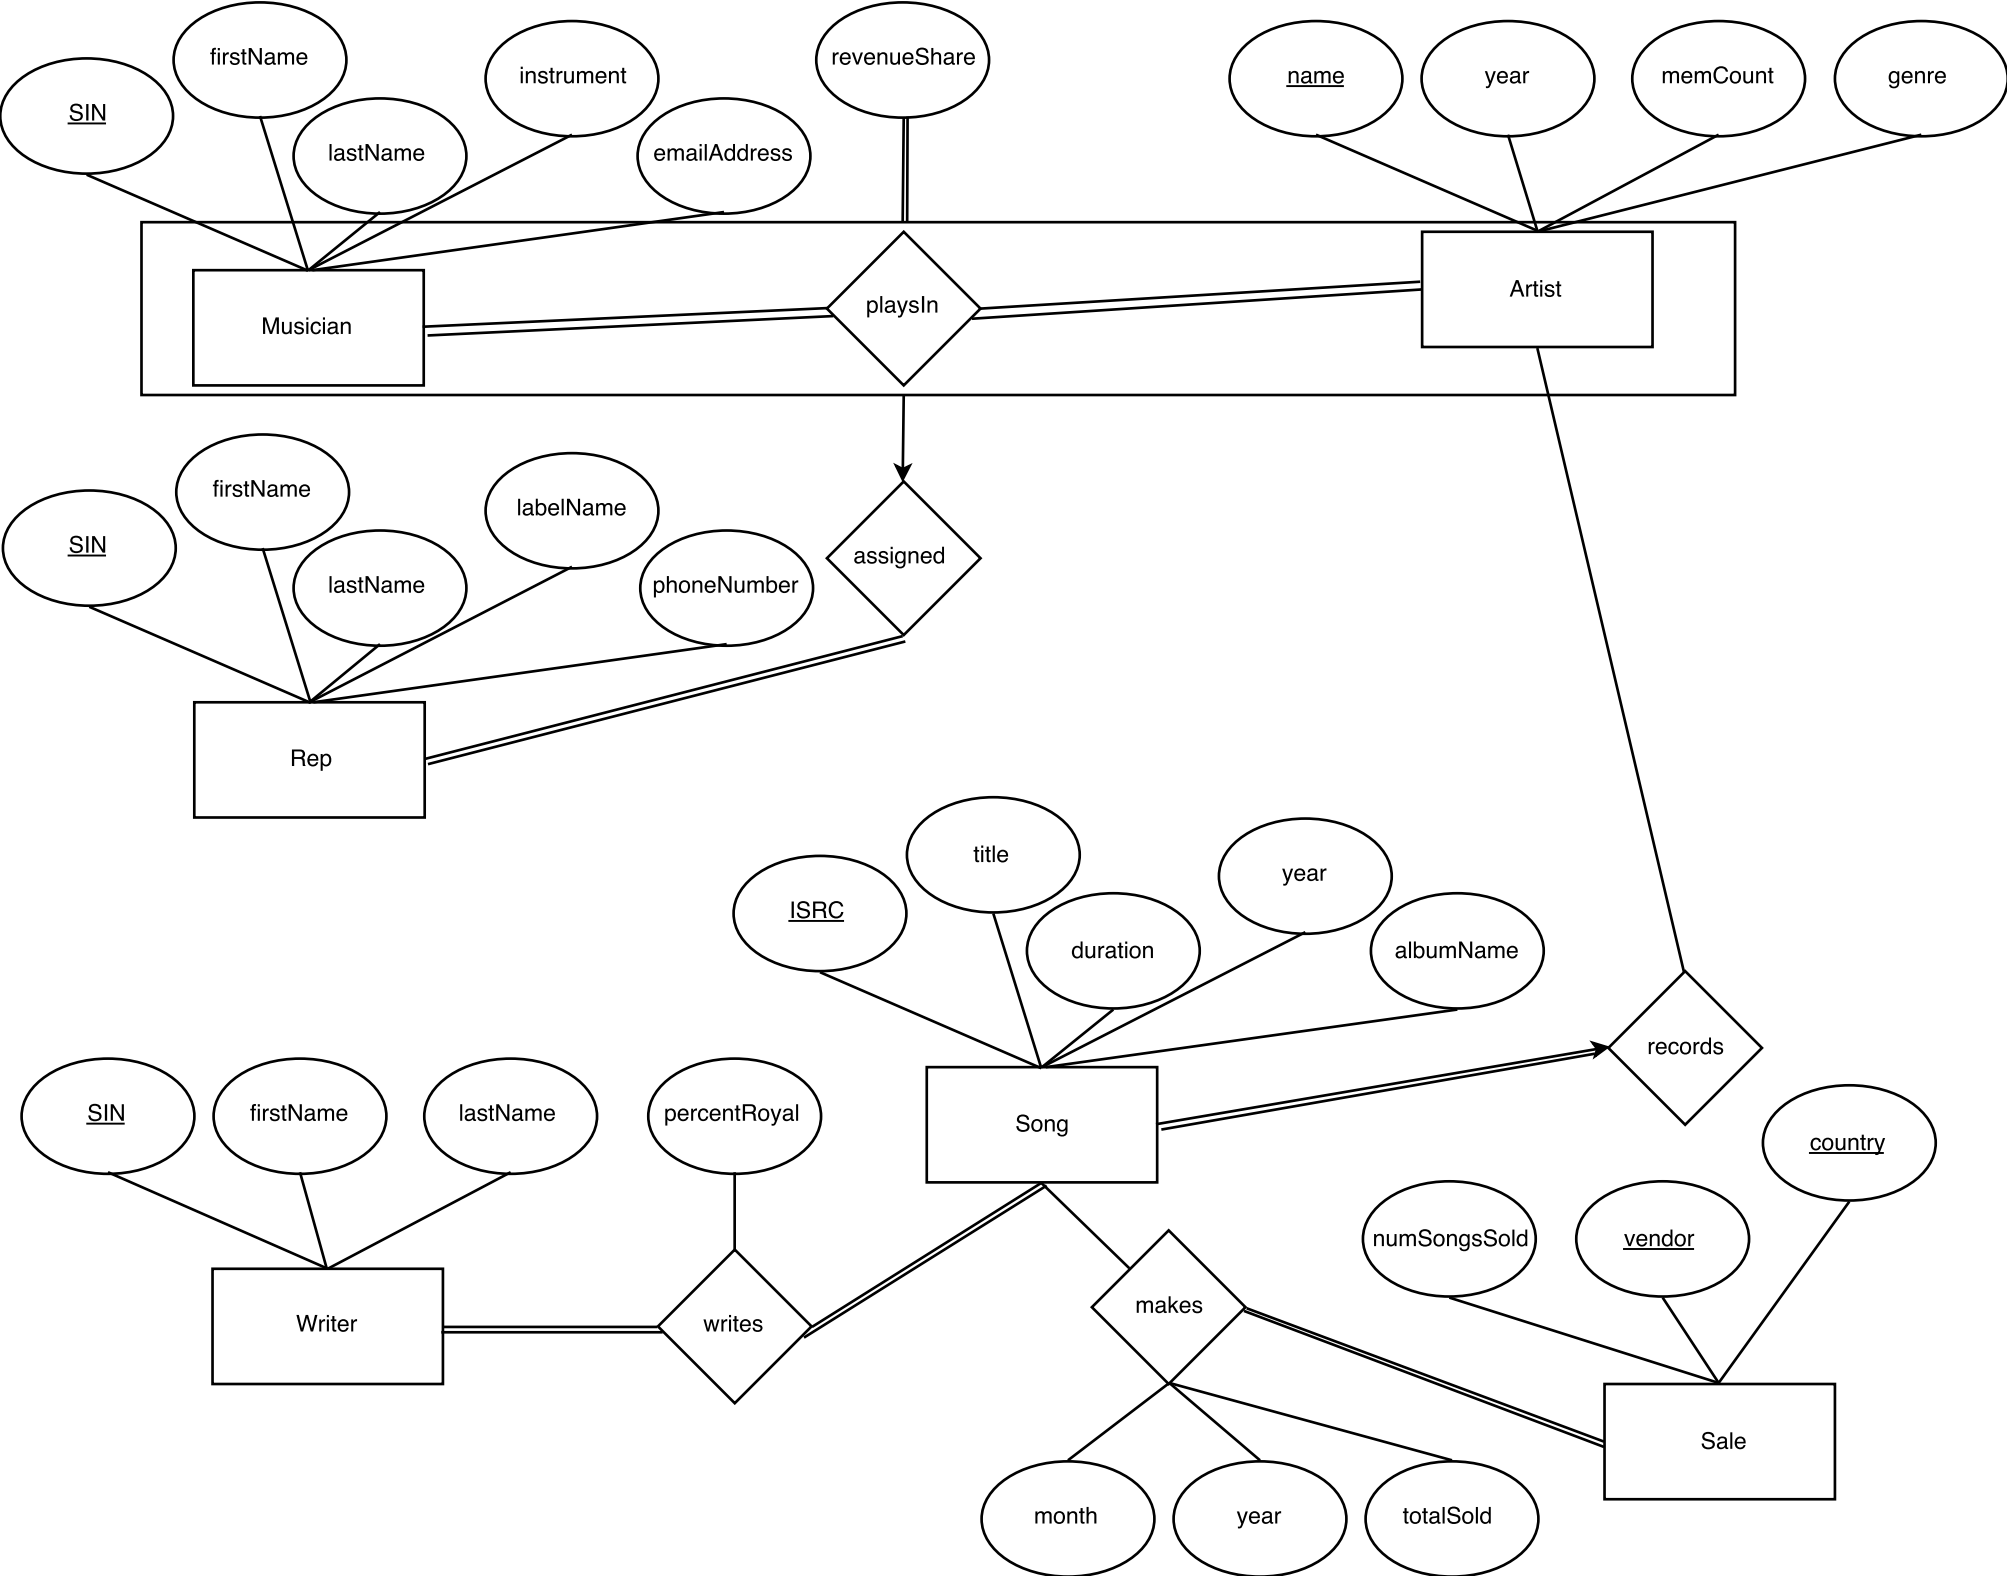 firstName
revenueShare
instrument
name
year
memCount
genre
SIN
lastName
emailAddress
Artist
playsIn
Musician
firstName
labelName
SIN
assigned
lastName
phoneNumber
Rep
title
year
ISRC
duration
albumName
records
SIN
firstName
lastName
percentRoyal
Song
country
numSongsSold
vendor
makes
Writer
writes
Sale
month
year
totalSold